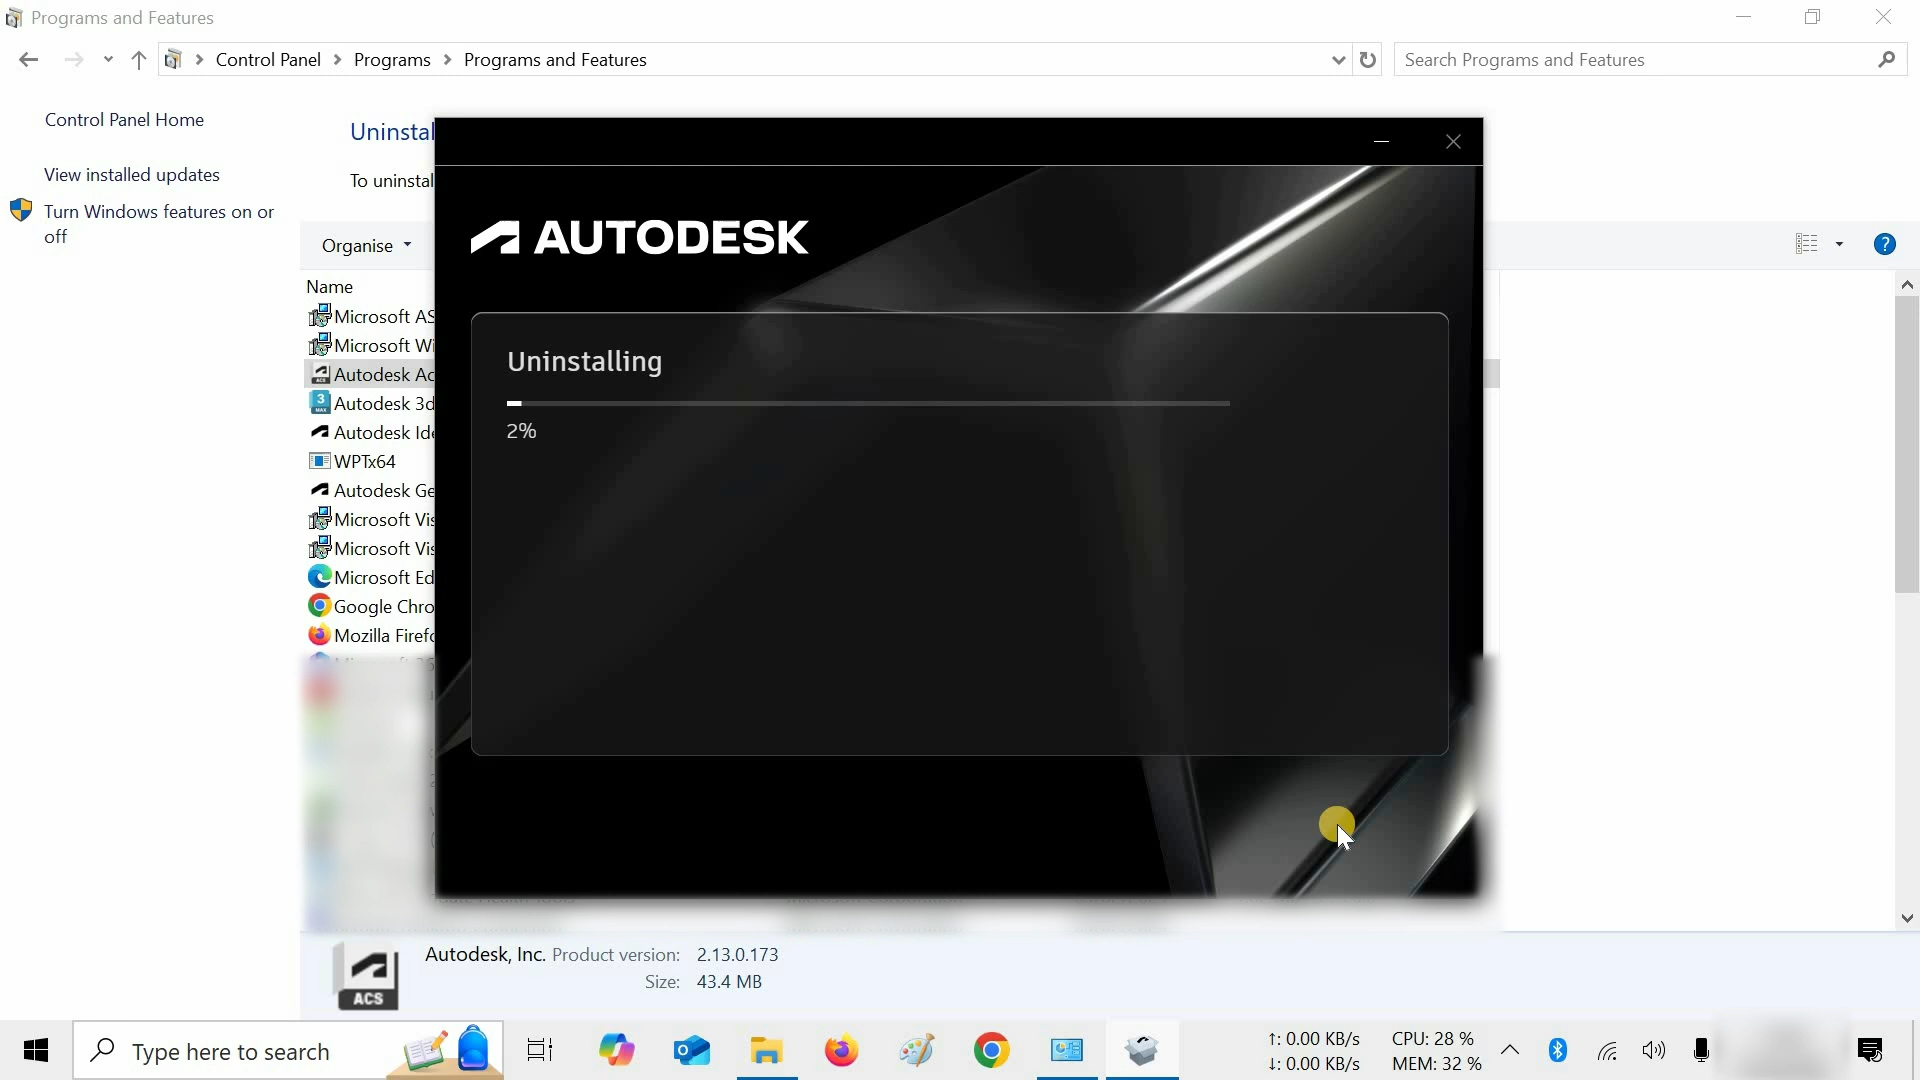 Programs and Features
Control Panel > Programs > Programs and Features
Search Programs and Features
Control Panel Home
View installed updates
Turn Windows features on or
off
Uninstal
To uninstal
Organise
Name
Microsoft AS
Microsoft Wi
Autodesk Ac
Autodesk 3d
Autodesk Ide
WPTx64
Autodesk Ge
Microsoft Vis
Microsoft Vis
Microsoft Ed
Google Chro
Mozilla Firefo
AUTODESK
Uninstalling
2%
Autodesk, Inc. Product version: 2.13.0.173
Size: 43.4 MB
ACS
Type here to search
↑: 0.00 KB/s
↓: 0.00 KB/s
CPU: 28 %
MEM: 32 %